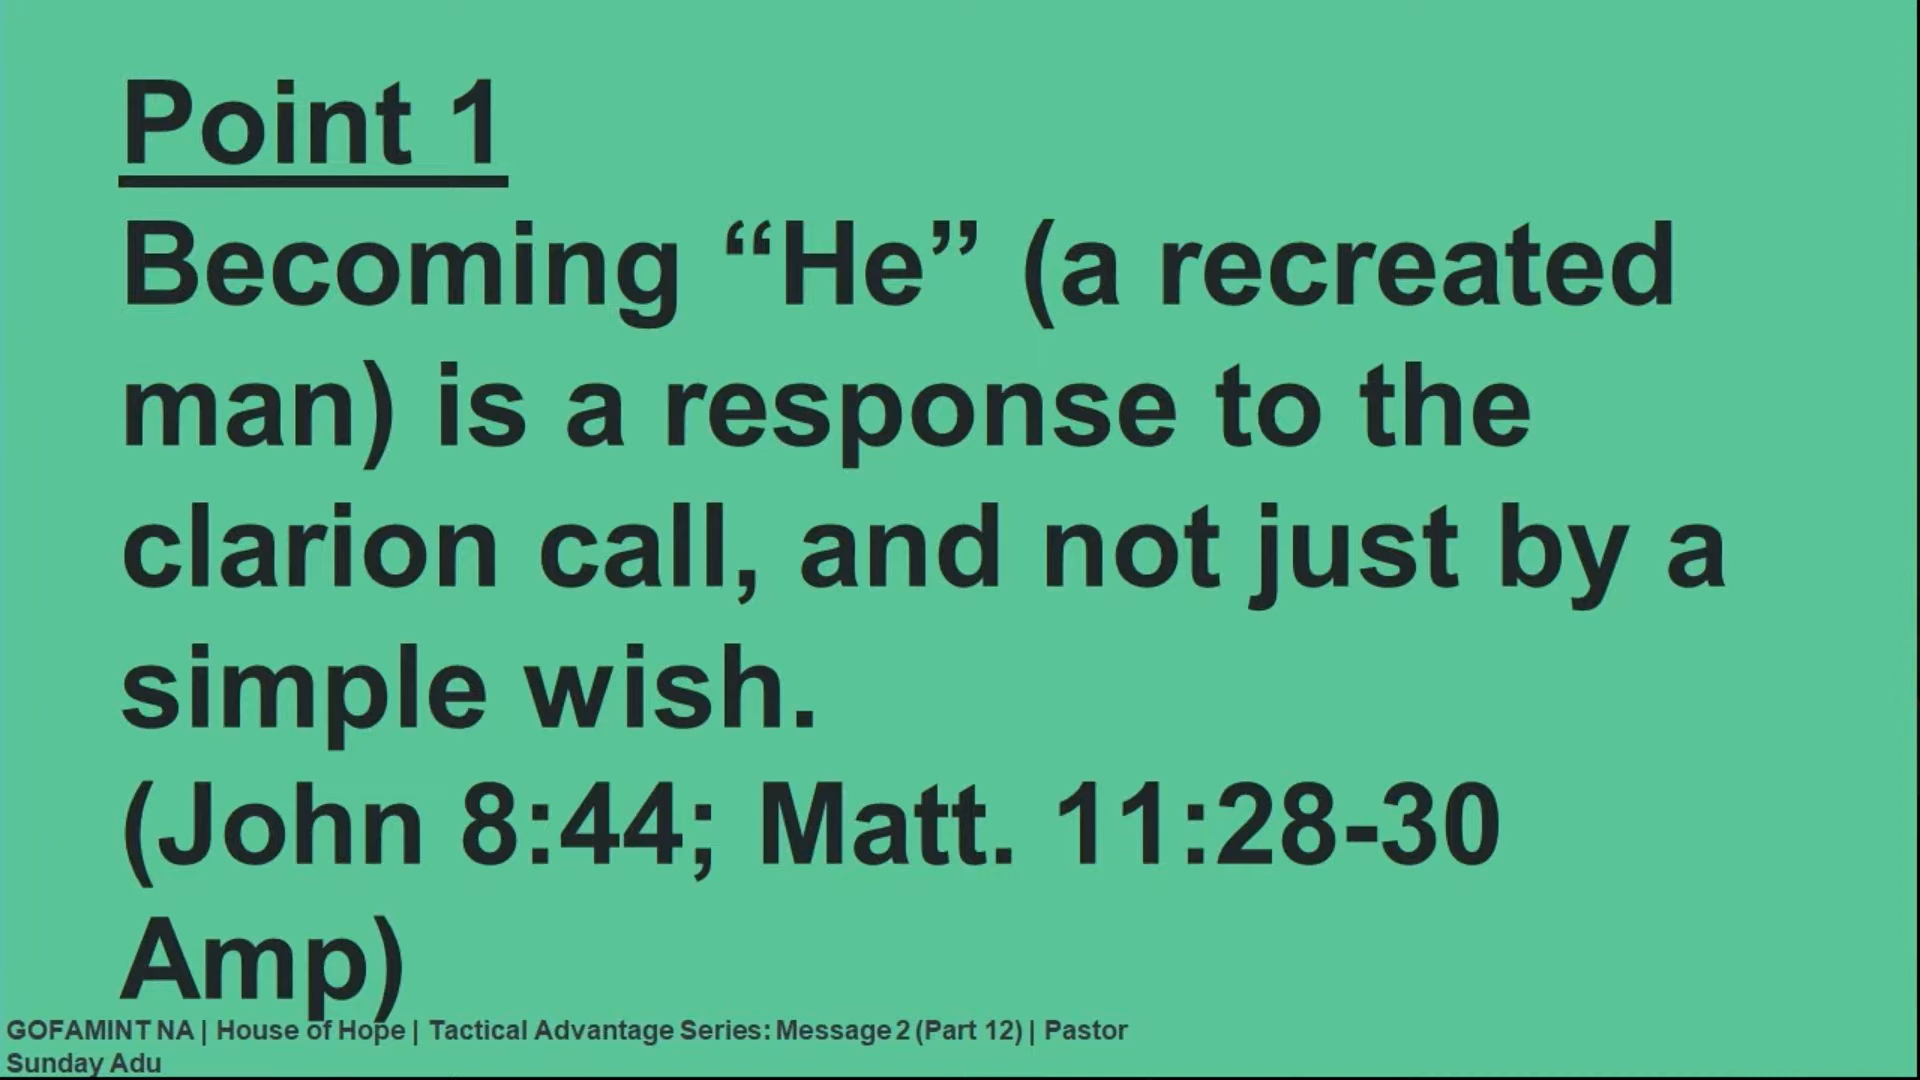 Point 1
Becoming “He” (a recreated
man) is a response to the
clarion call, and not just by a
simple wish.
(John 8:44; Matt. 11:28-30
Amp)
GOFAMINT NA | House of Hope | Tactical Advantage Series: Message 2 (Part 12) | Pastor
Sunday Adu